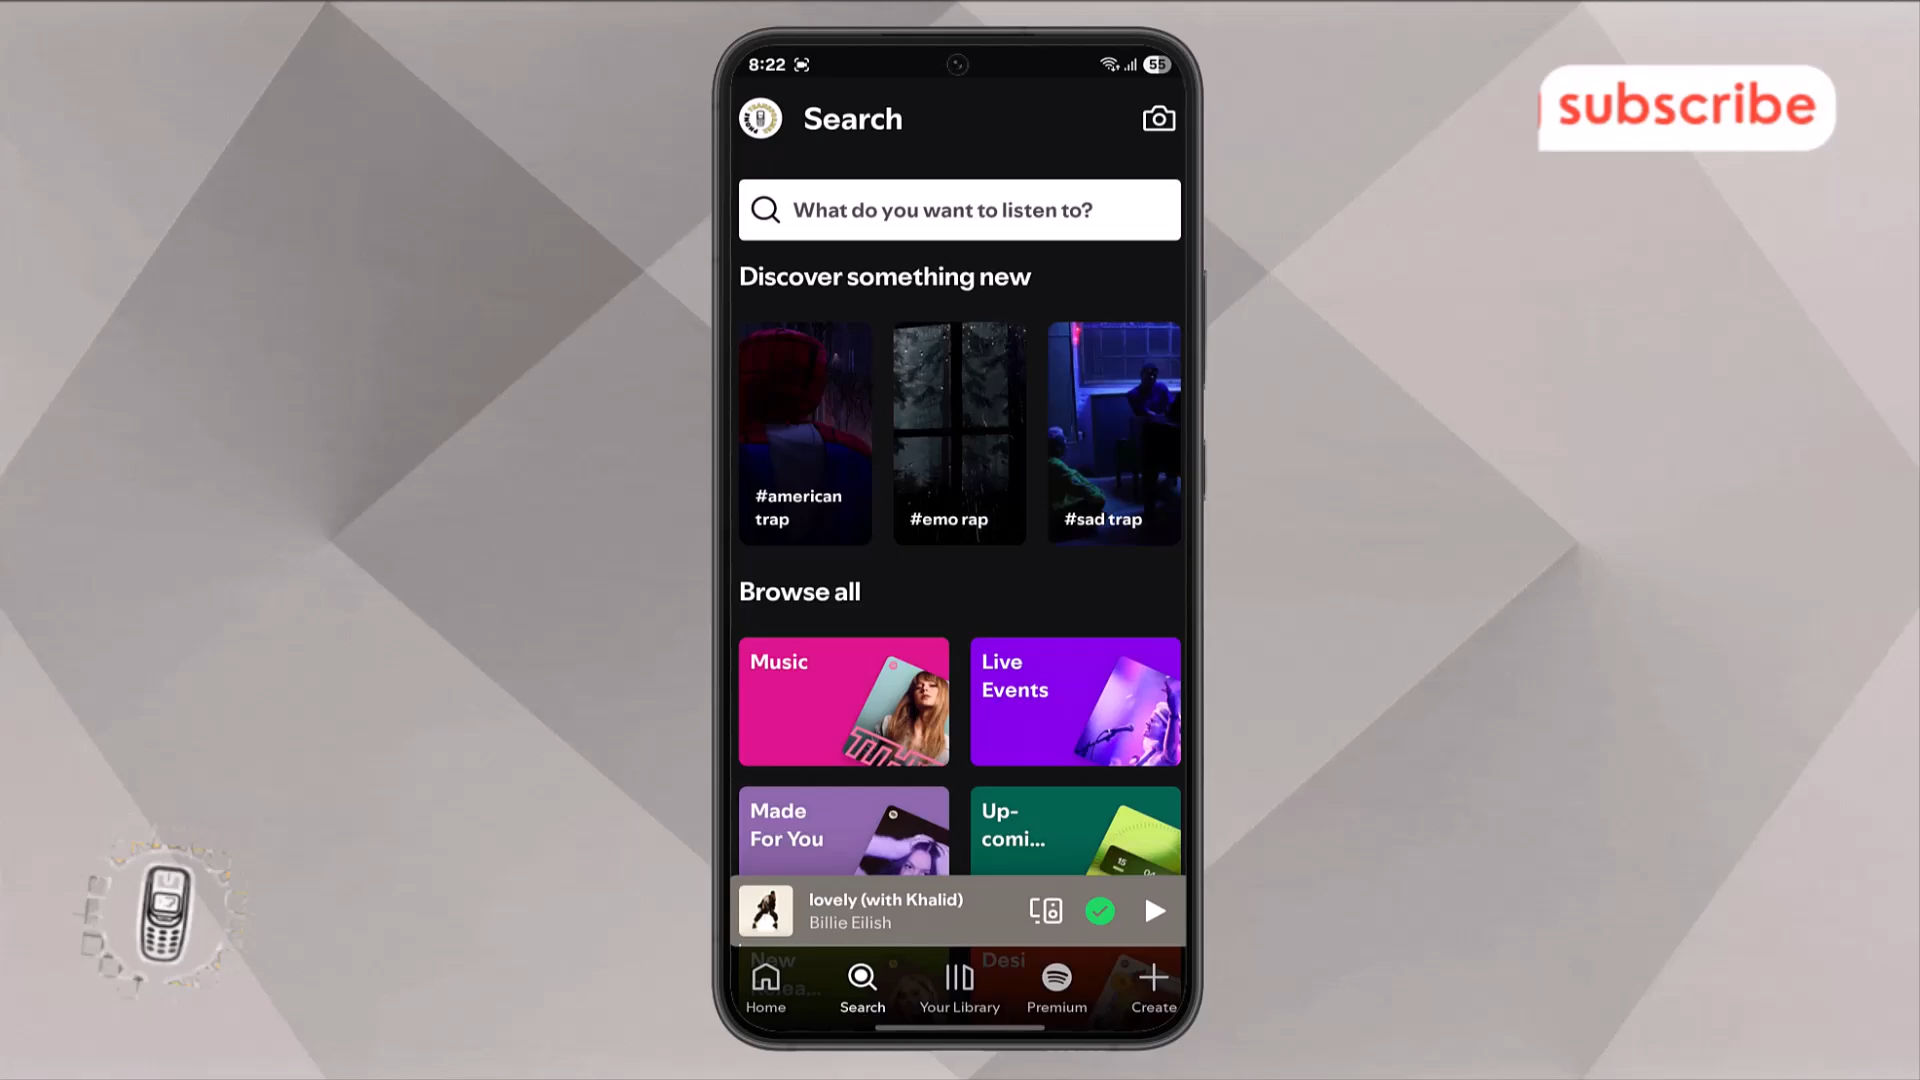 8:22
55
subscribe
Search
What do you want to listen to?
Discover something new
#american
trap
#emo rap
#sad trap
Browse all
Music
Live
Events
Made
For You
Up-
comi...
15
lovely (with Khalid)
Billie Eilish
New
Desi
Home
Search
Your Library
Premium
Create